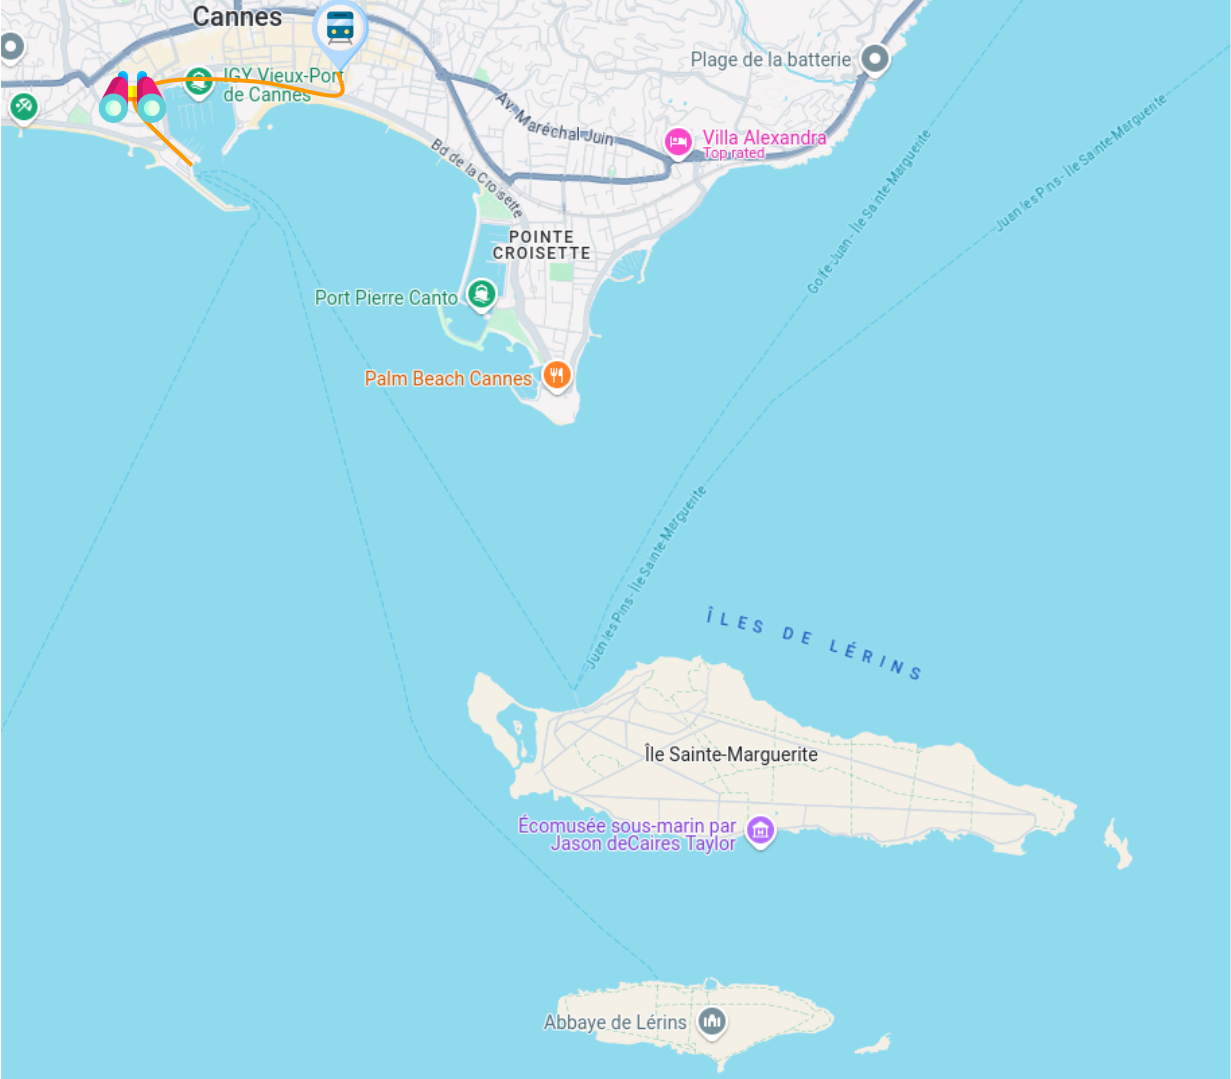 Cannes
IGY Vieux-Port
de Cannes
Plage de la batterie
Av. Maréchal Juin
Villa Alexandra
Top rated
Bd de la Croisette
Golfe Juan - Île Sainte-Marguerite
Juan les Pins - Île Sainte-Marguerite
POINTE
CROISETTE
Port Pierre Canto
Palm Beach Cannes
Juan les Pins - Île Sainte-Marguerite
ÎLES DE LÉRINS
Île Sainte-Marguerite
Écomusée sous-marin par
Jason deCaires Taylor
Abbaye de Lérins